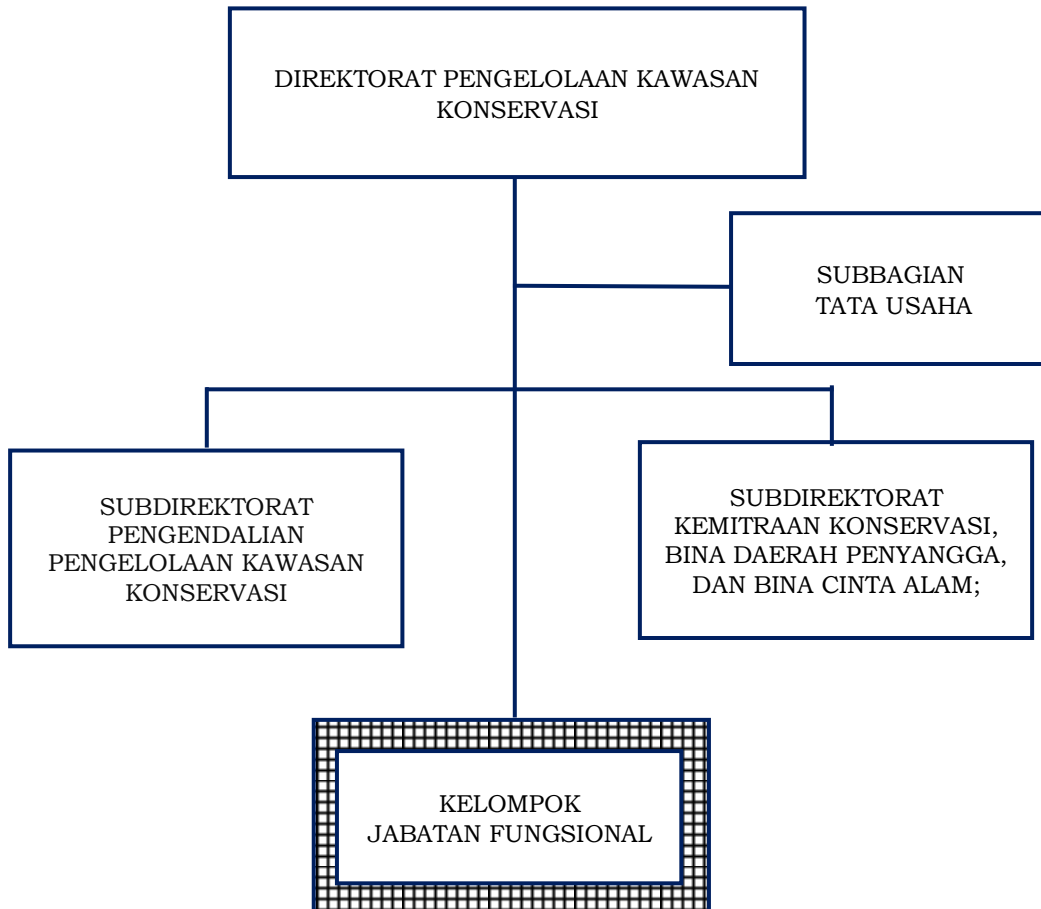 DIREKTORAT PENGELOLAAN KAWASAN
KONSERVASI
SUBBAGIAN
TATA USAHA
SUBDIREKTORAT
PENGENDALIAN
PENGELOLAAN KAWASAN
KONSERVASI
SUBDIREKTORAT
KEMITRAAN KONSERVASI,
BINA DAERAH PENYANGGA,
DAN BINA CINTA ALAM;
KELOMPOK
JABATAN FUNGSIONAL